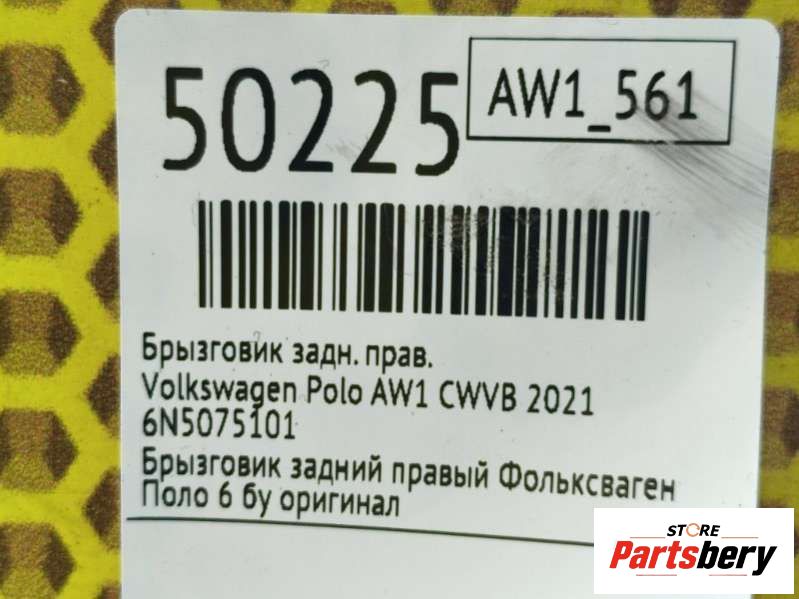 50225
AW1_561
Брызговик задн. прав.
Volkswagen Polo AW1 CWVB 2021
6N5075101
Брызговик задний правый Фольксваген
Поло 6 бу оригинал
STORE
Partsbery